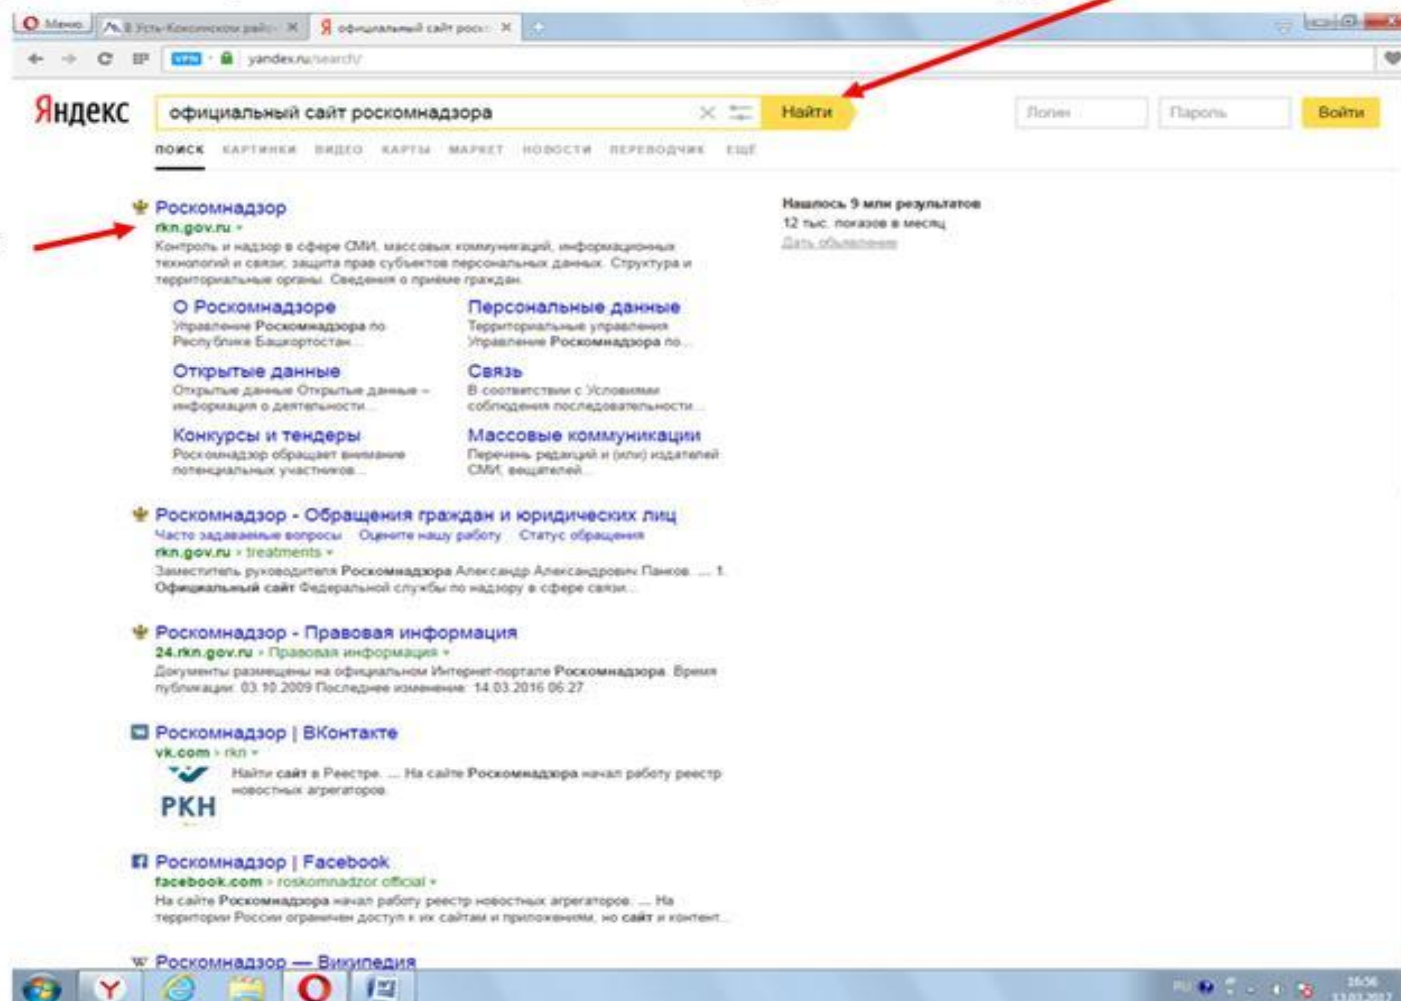 Меню
В Усть-Коксинском райо
Я официальный сайт роско
VPN
yandex.ru/search/
Яндекс
официальный сайт роскомнадзора
Найти
Логин
Пароль
Войти
ПОИСК КАРТИНКИ ВИДЕО КАРТЫ МАРКЕТ НОВОСТИ ПЕРЕВОДЧИК ЕЩЁ
Роскомнадзор
rkn.gov.ru
Контроль и надзор в сфере СМИ, массовых коммуникаций, информационных
технологий и связи, защита прав субъектов персональных данных. Структура и
территориальные органы. Сведения о приёме граждан.
Нашлось 9 млн результатов
12 тыс. показов в месяц
Дать объявление
О Роскомнадзоре
Управление Роскомнадзора по
Республике Башкортостан...
Персональные данные
Территориальные управления
Управление Роскомнадзора по...
Открытые данные
Открытые данные Открытые данные –
информация о деятельности...
Связь
В соответствии с Условиями
соблюдения последовательности...
Конкурсы и тендеры
Роскомнадзор обращает внимание
потенциальных участников...
Массовые коммуникации
Перечень редакций и (или) издателей
СМИ, вещателей...
Роскомнадзор - Обращения граждан и юридических лиц
Часто задаваемые вопросы Оцените нашу работу Статус обращения
rkn.gov.ru › treatments
Заместитель руководителя Роскомнадзора Александр Александрович Панков. ... 1.
Официальный сайт Федеральной службы по надзору в сфере связи...
Роскомнадзор - Правовая информация
24.rkn.gov.ru › Правовая информация
Документы размещены на официальном Интернет-портале Роскомнадзора. Время
публикации: 03.10.2009 Последнее изменение: 14.03.2016 06:27.
Роскомнадзор | ВКонтакте
vk.com › rkn
Найти сайт в Реестре. ... На сайте Роскомнадзора начал работу реестр
новостных агрегаторов.
РКН
Роскомнадзор | Facebook
facebook.com › roskomnadzor.official
На сайте Роскомнадзора начал работу реестр новостных агрегаторов. ... На
территории России ограничен доступ к их сайтам и приложениям, но сайт и контент...
Роскомнадзор — Википедия
RU
16:56
13.03.2017